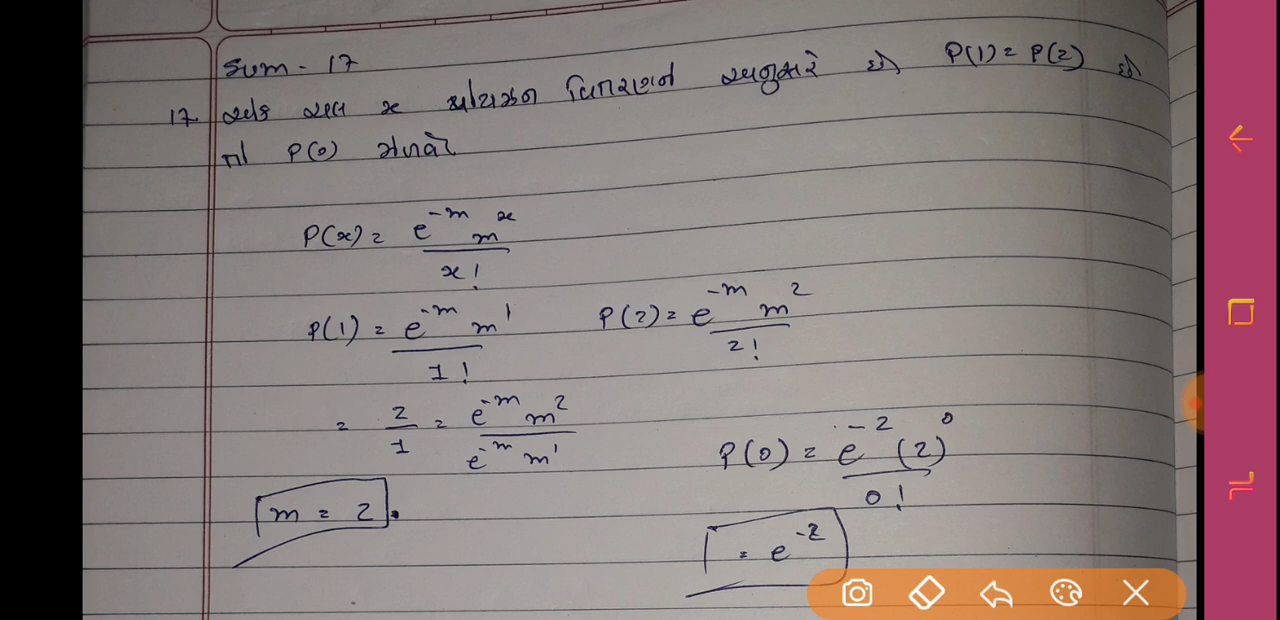 Sum - 17
17 એક ચલ x પોયસન વિતરણને અનુસરે છે P(1) = P(2) છે
તો P(0) મેળવો
P(x) = e^-m m^x / x!
P(1) = e^-m m^1 / 1! P(2) = e^-m m^2 / 2!
= 2/1 = e^-m m^2 / e^-m m^1
P(0) = e^-2 (2)^0 / 0!
m = 2.
= e^-2